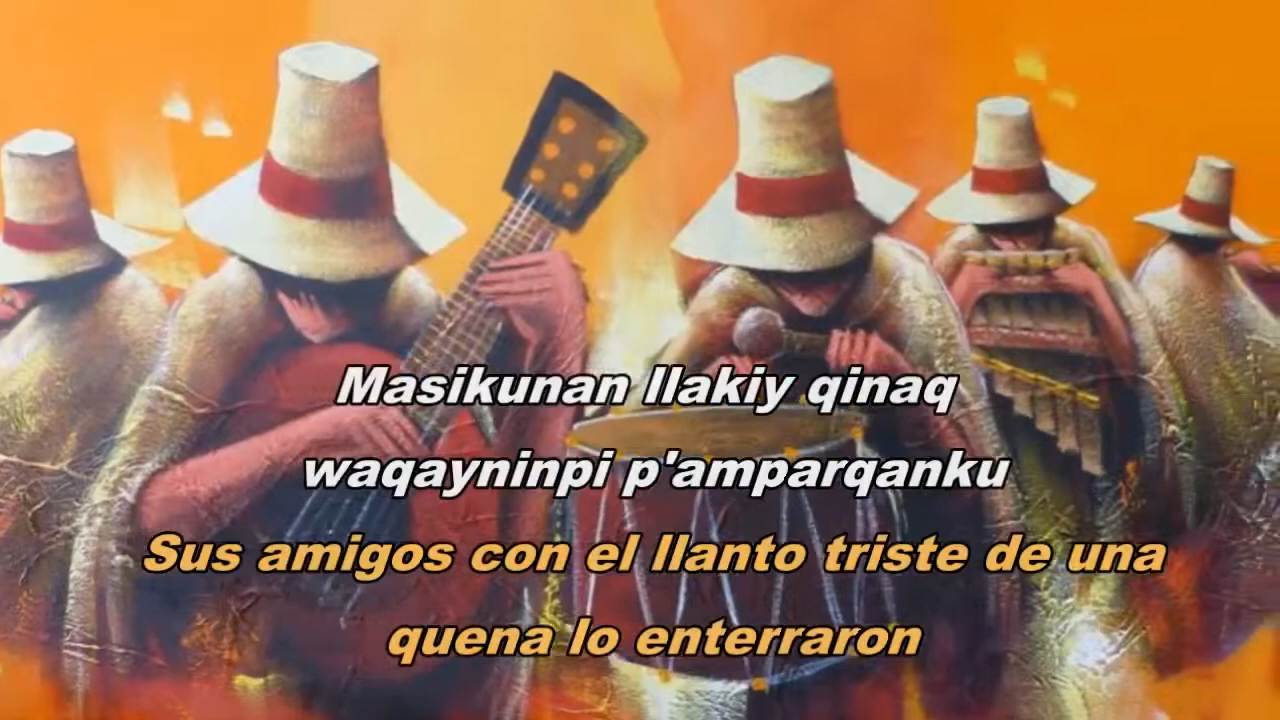 Masikunan llakiy qinaq
waqayninpi p'amparqanku
Sus amigos con el llanto triste de una
quena lo enterraron